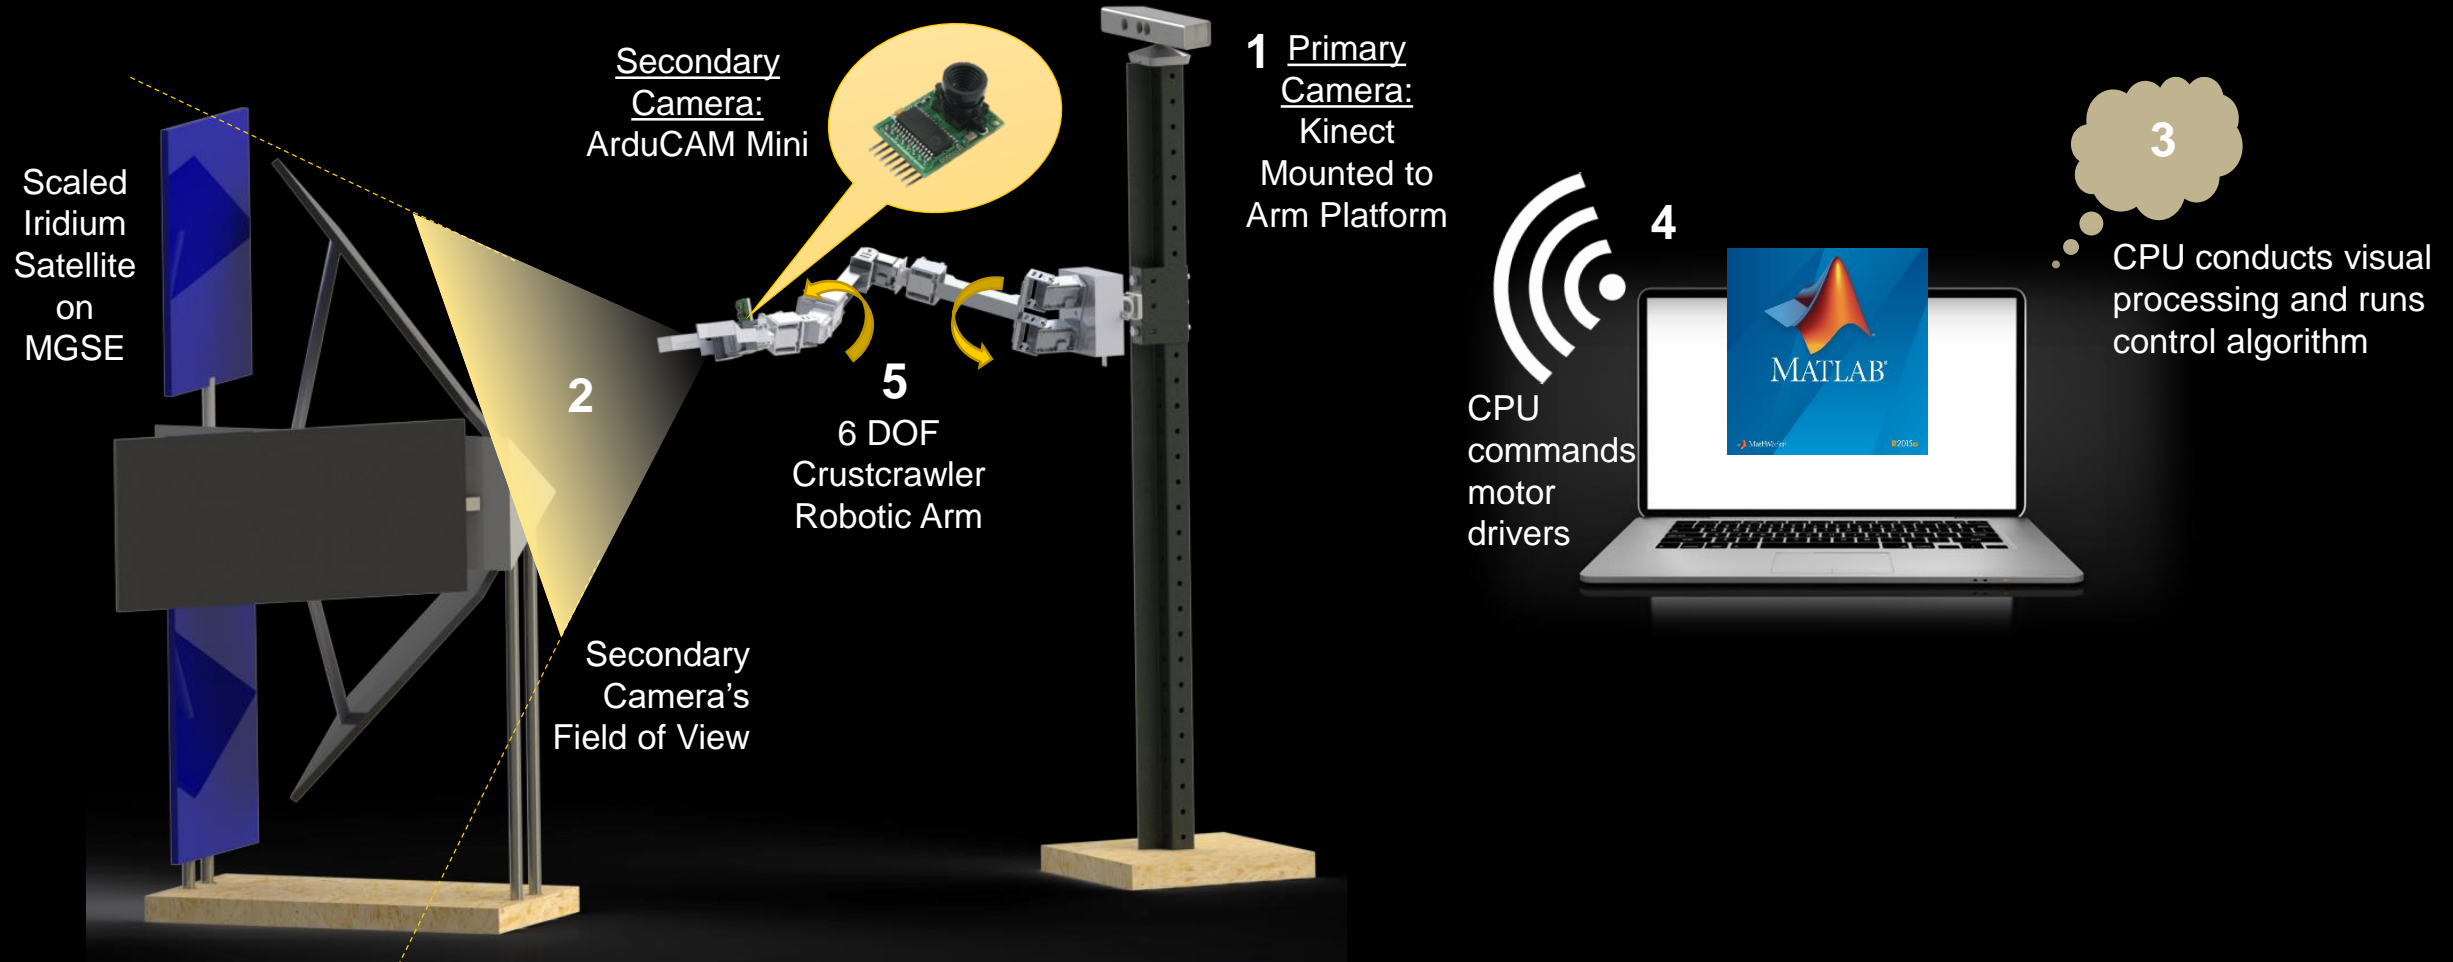 Scaled
Iridium
Satellite
on
MGSE
Secondary
Camera:
ArduCAM Mini
1
Primary
Camera:
Kinect
Mounted to
Arm Platform
2
Secondary
Camera’s
Field of View
5
6 DOF
Crustcrawler
Robotic Arm
4
CPU
commands
motor
drivers
MATLAB®
MathWorks®
R2015a
3
CPU conducts visual
processing and runs
control algorithm